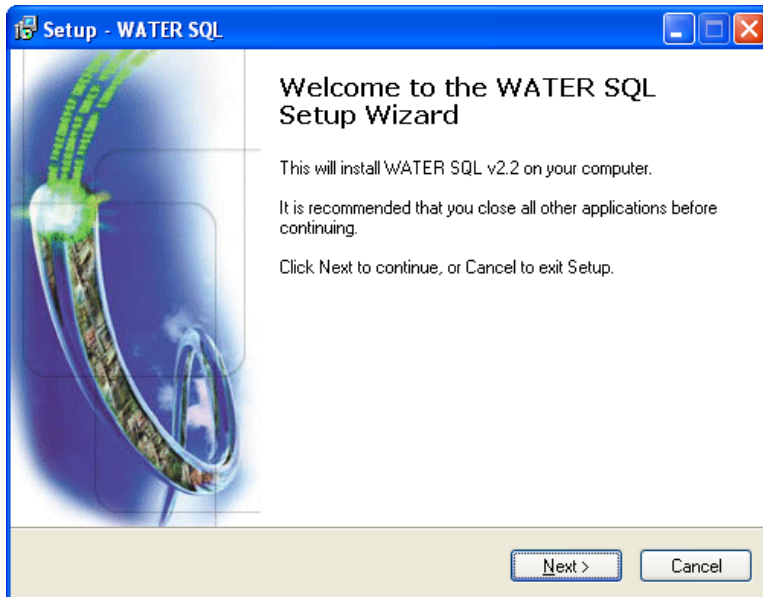 Setup - WATER SQL
Welcome to the WATER SQL
Setup Wizard
This will install WATER SQL v2.2 on your computer.
It is recommended that you close all other applications before
continuing.
Click Next to continue, or Cancel to exit Setup.
Next >
Cancel